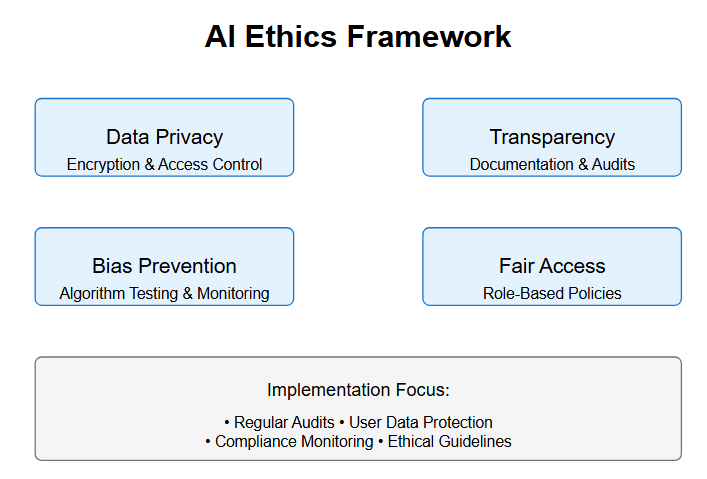 AI Ethics Framework
Data Privacy
Encryption & Access Control
Transparency
Documentation & Audits
Bias Prevention
Algorithm Testing & Monitoring
Fair Access
Role-Based Policies
Implementation Focus:
• Regular Audits • User Data Protection
• Compliance Monitoring • Ethical Guidelines